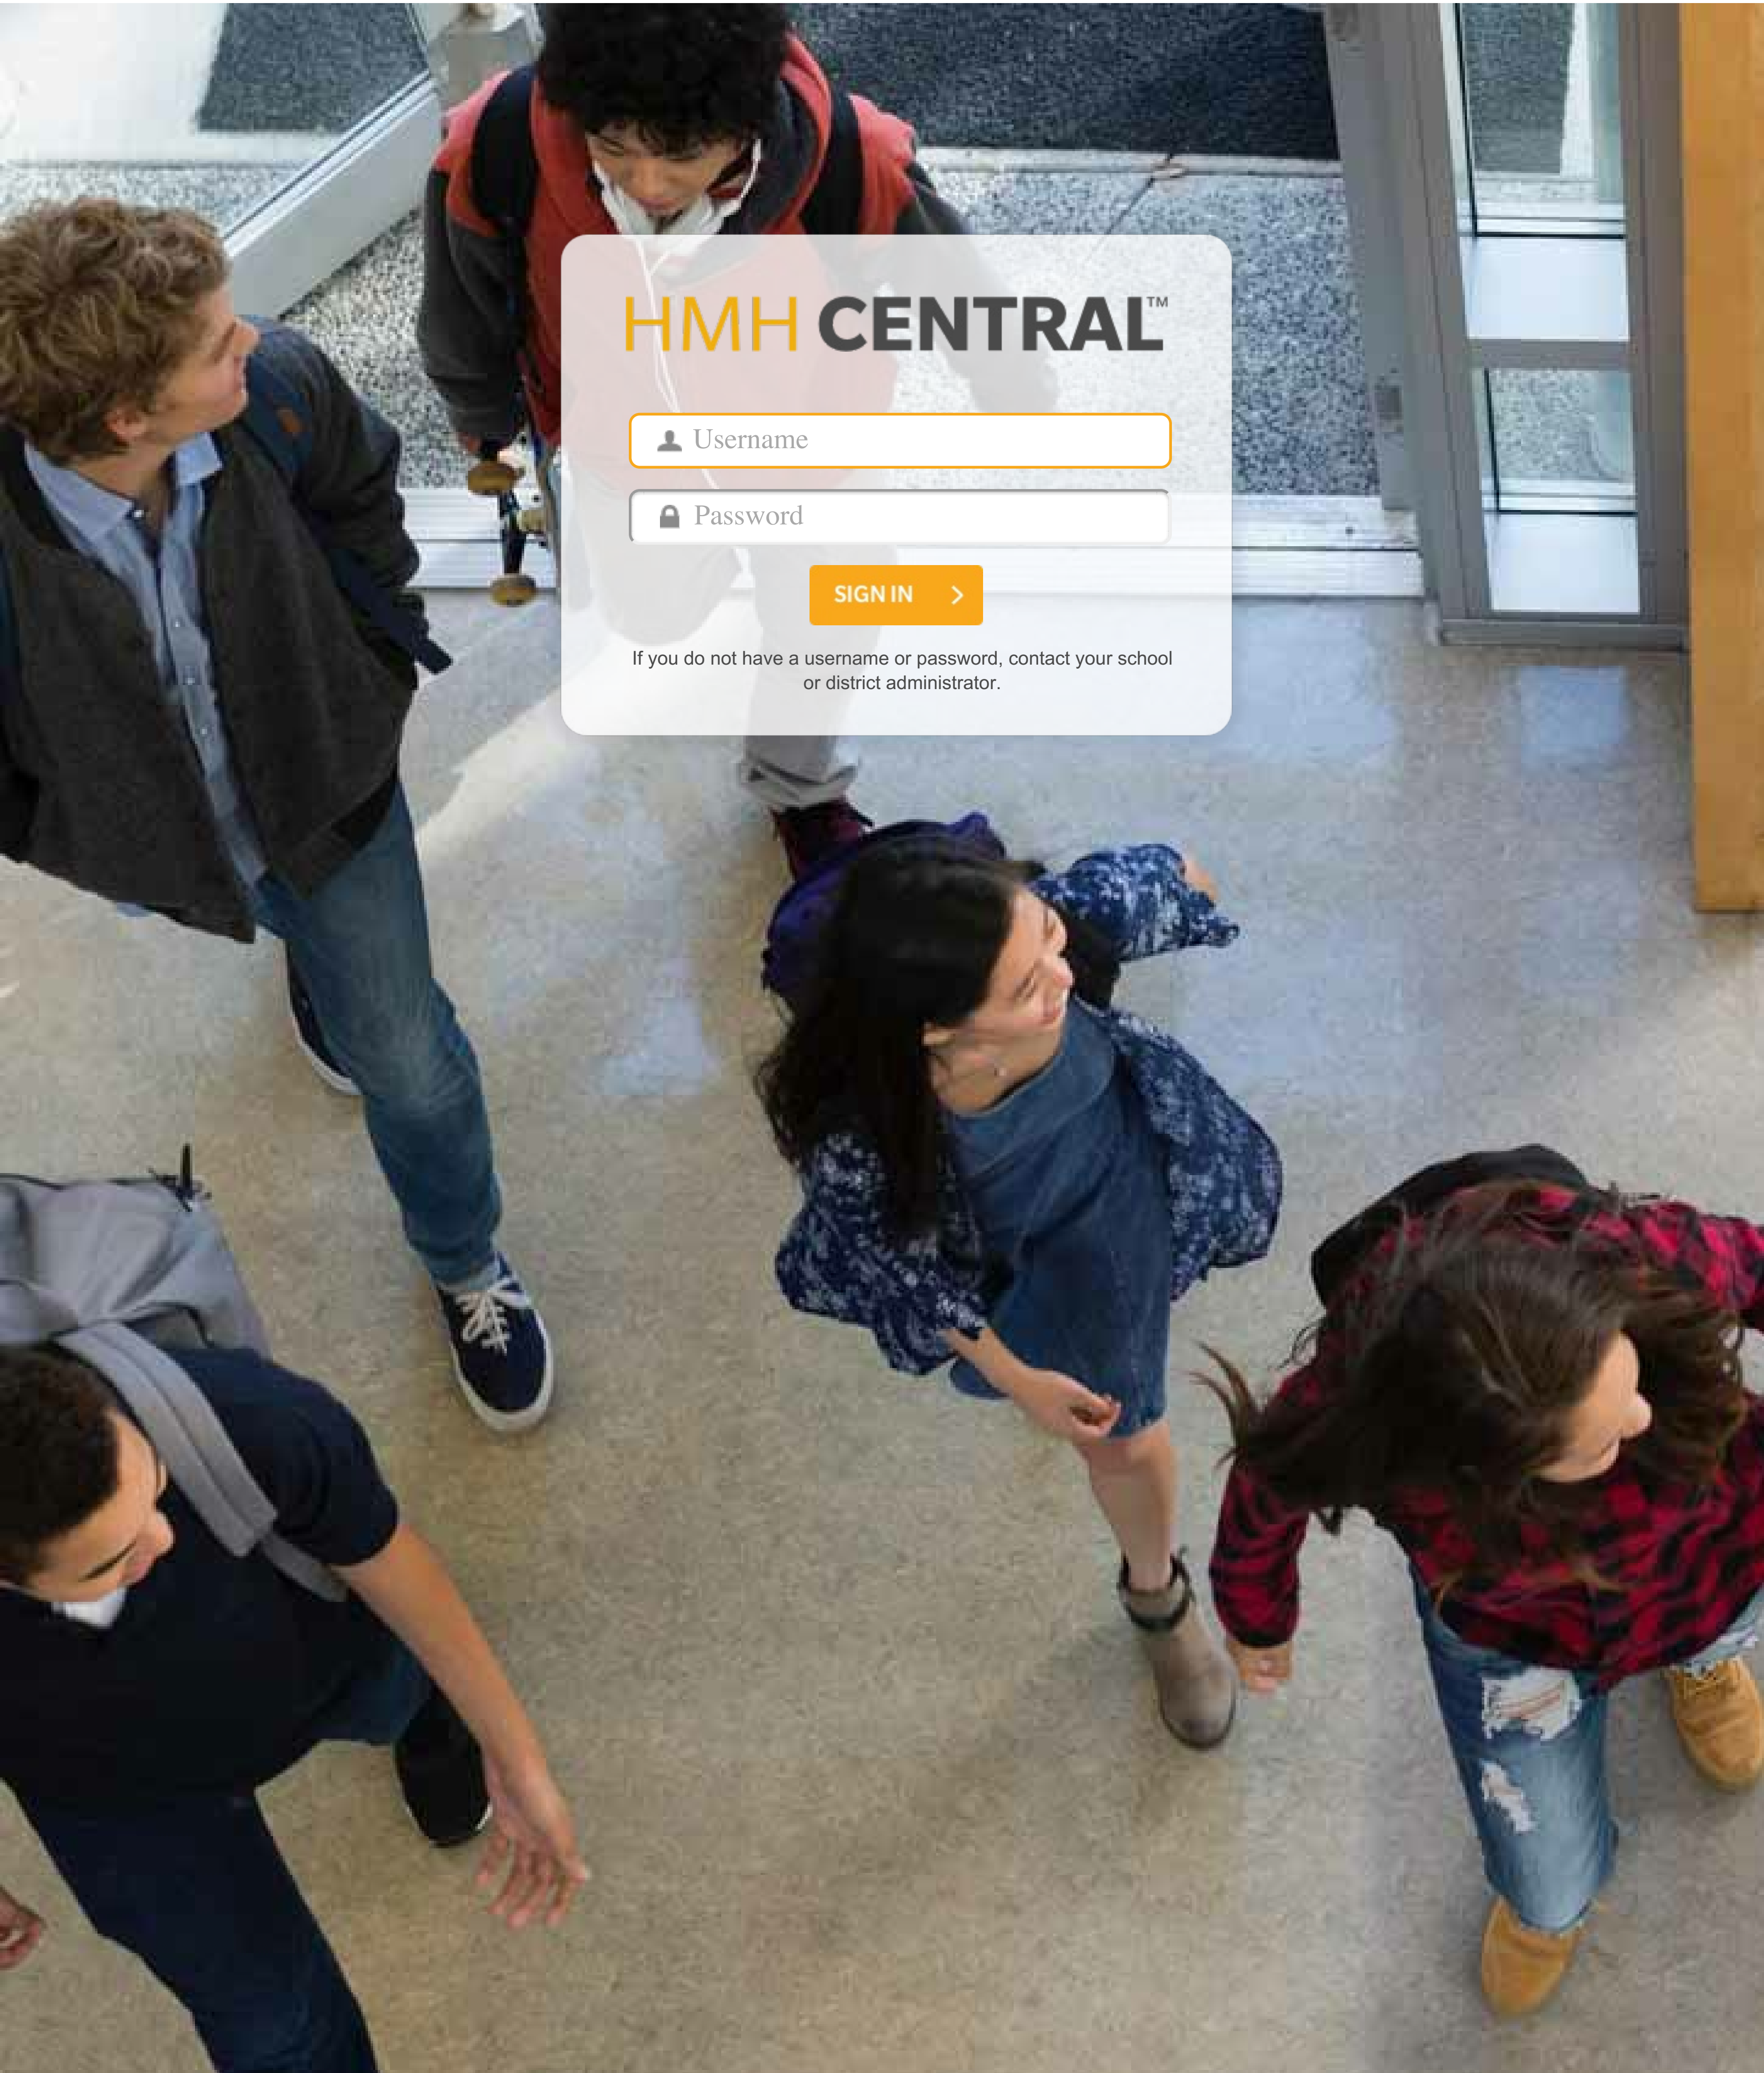 HMH CENTRAL™
Username
Password
SIGN IN
If you do not have a username or password, contact your school
or district administrator.